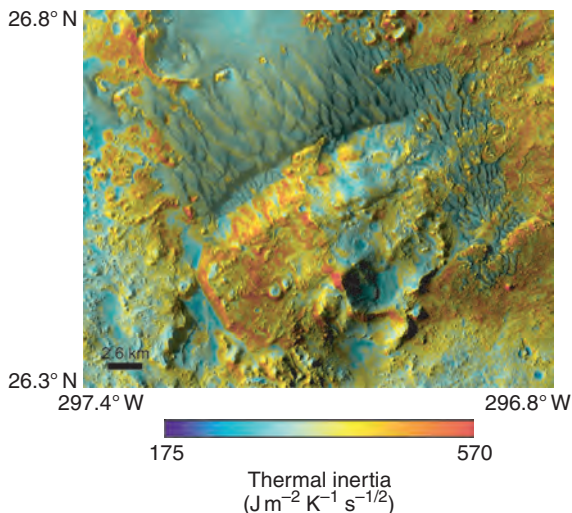 26.8° N
2.6 km
26.3° N
297.4° W 296.8° W
175 570
Thermal inertia
(J m⁻² K⁻¹ s⁻¹/²)